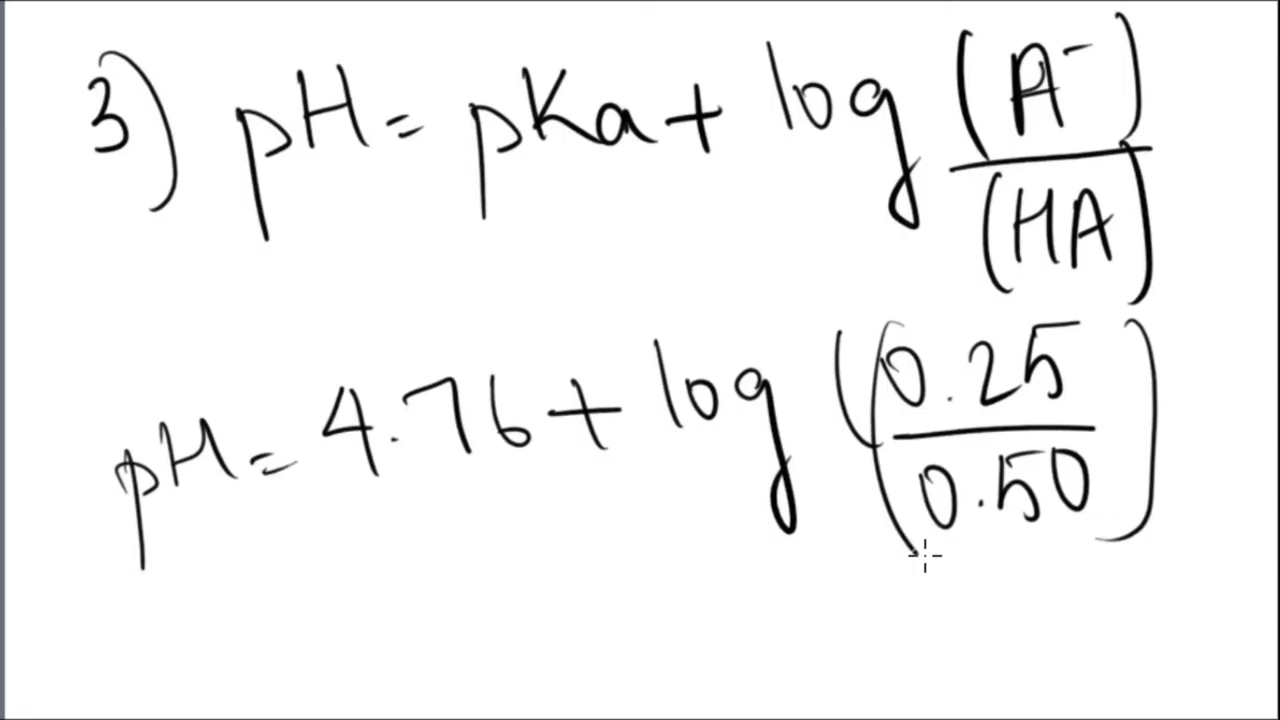 3) pH = pKa + log (A⁻)/(HA)
pH = 4.76 + log (0.25/0.50)